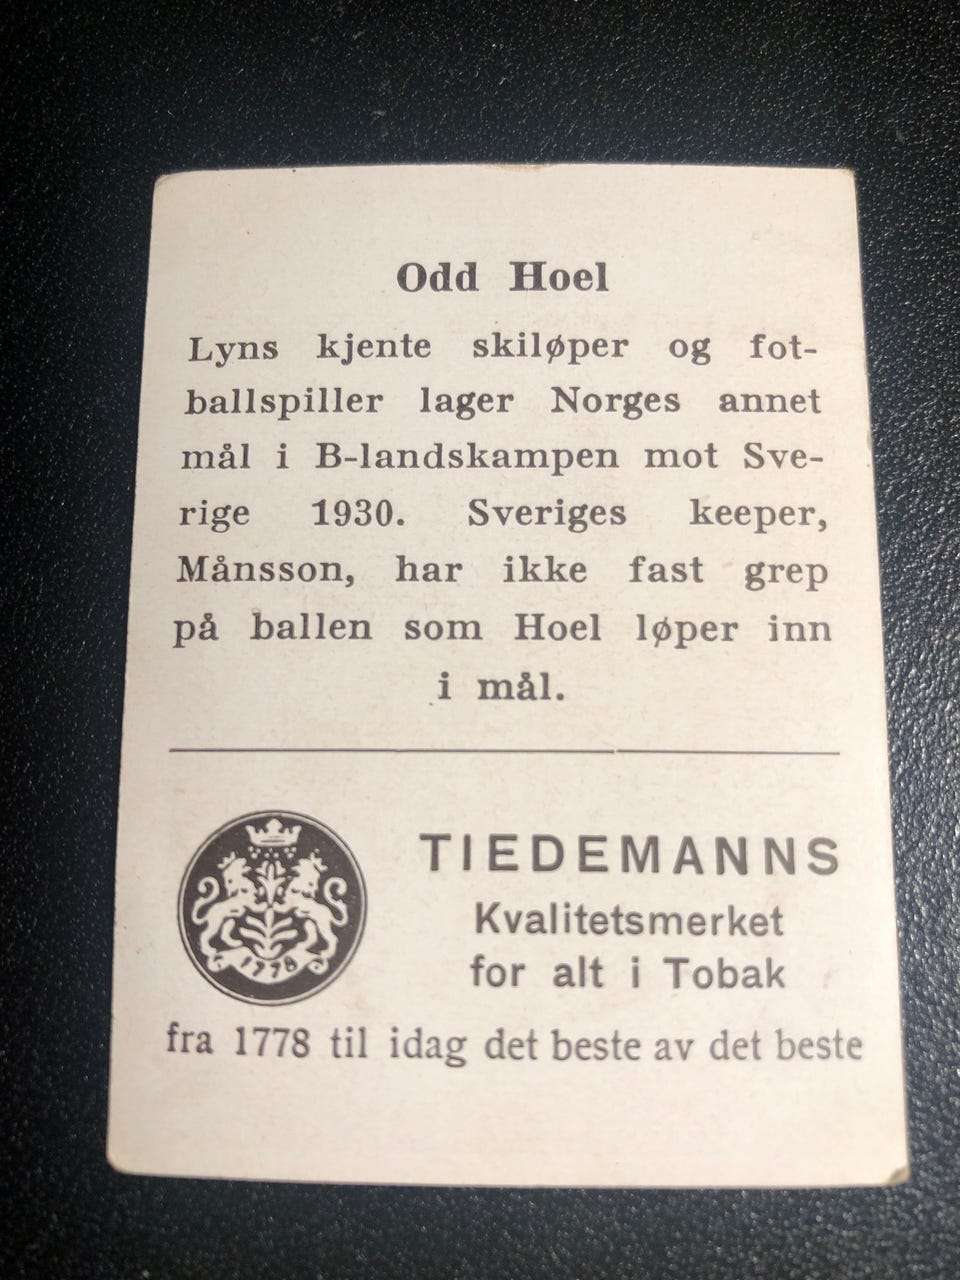 Odd Hoel
Lyns kjente skiløper og fot-
ballspiller lager Norges annet
mål i B-landskampen mot Sve-
rige 1930. Sveriges keeper,
Månsson, har ikke fast grep
på ballen som Hoel løper inn
i mål.
1778
TIEDEMANNS
Kvalitetsmerket
for alt i Tobak
fra 1778 til idag det beste av det beste